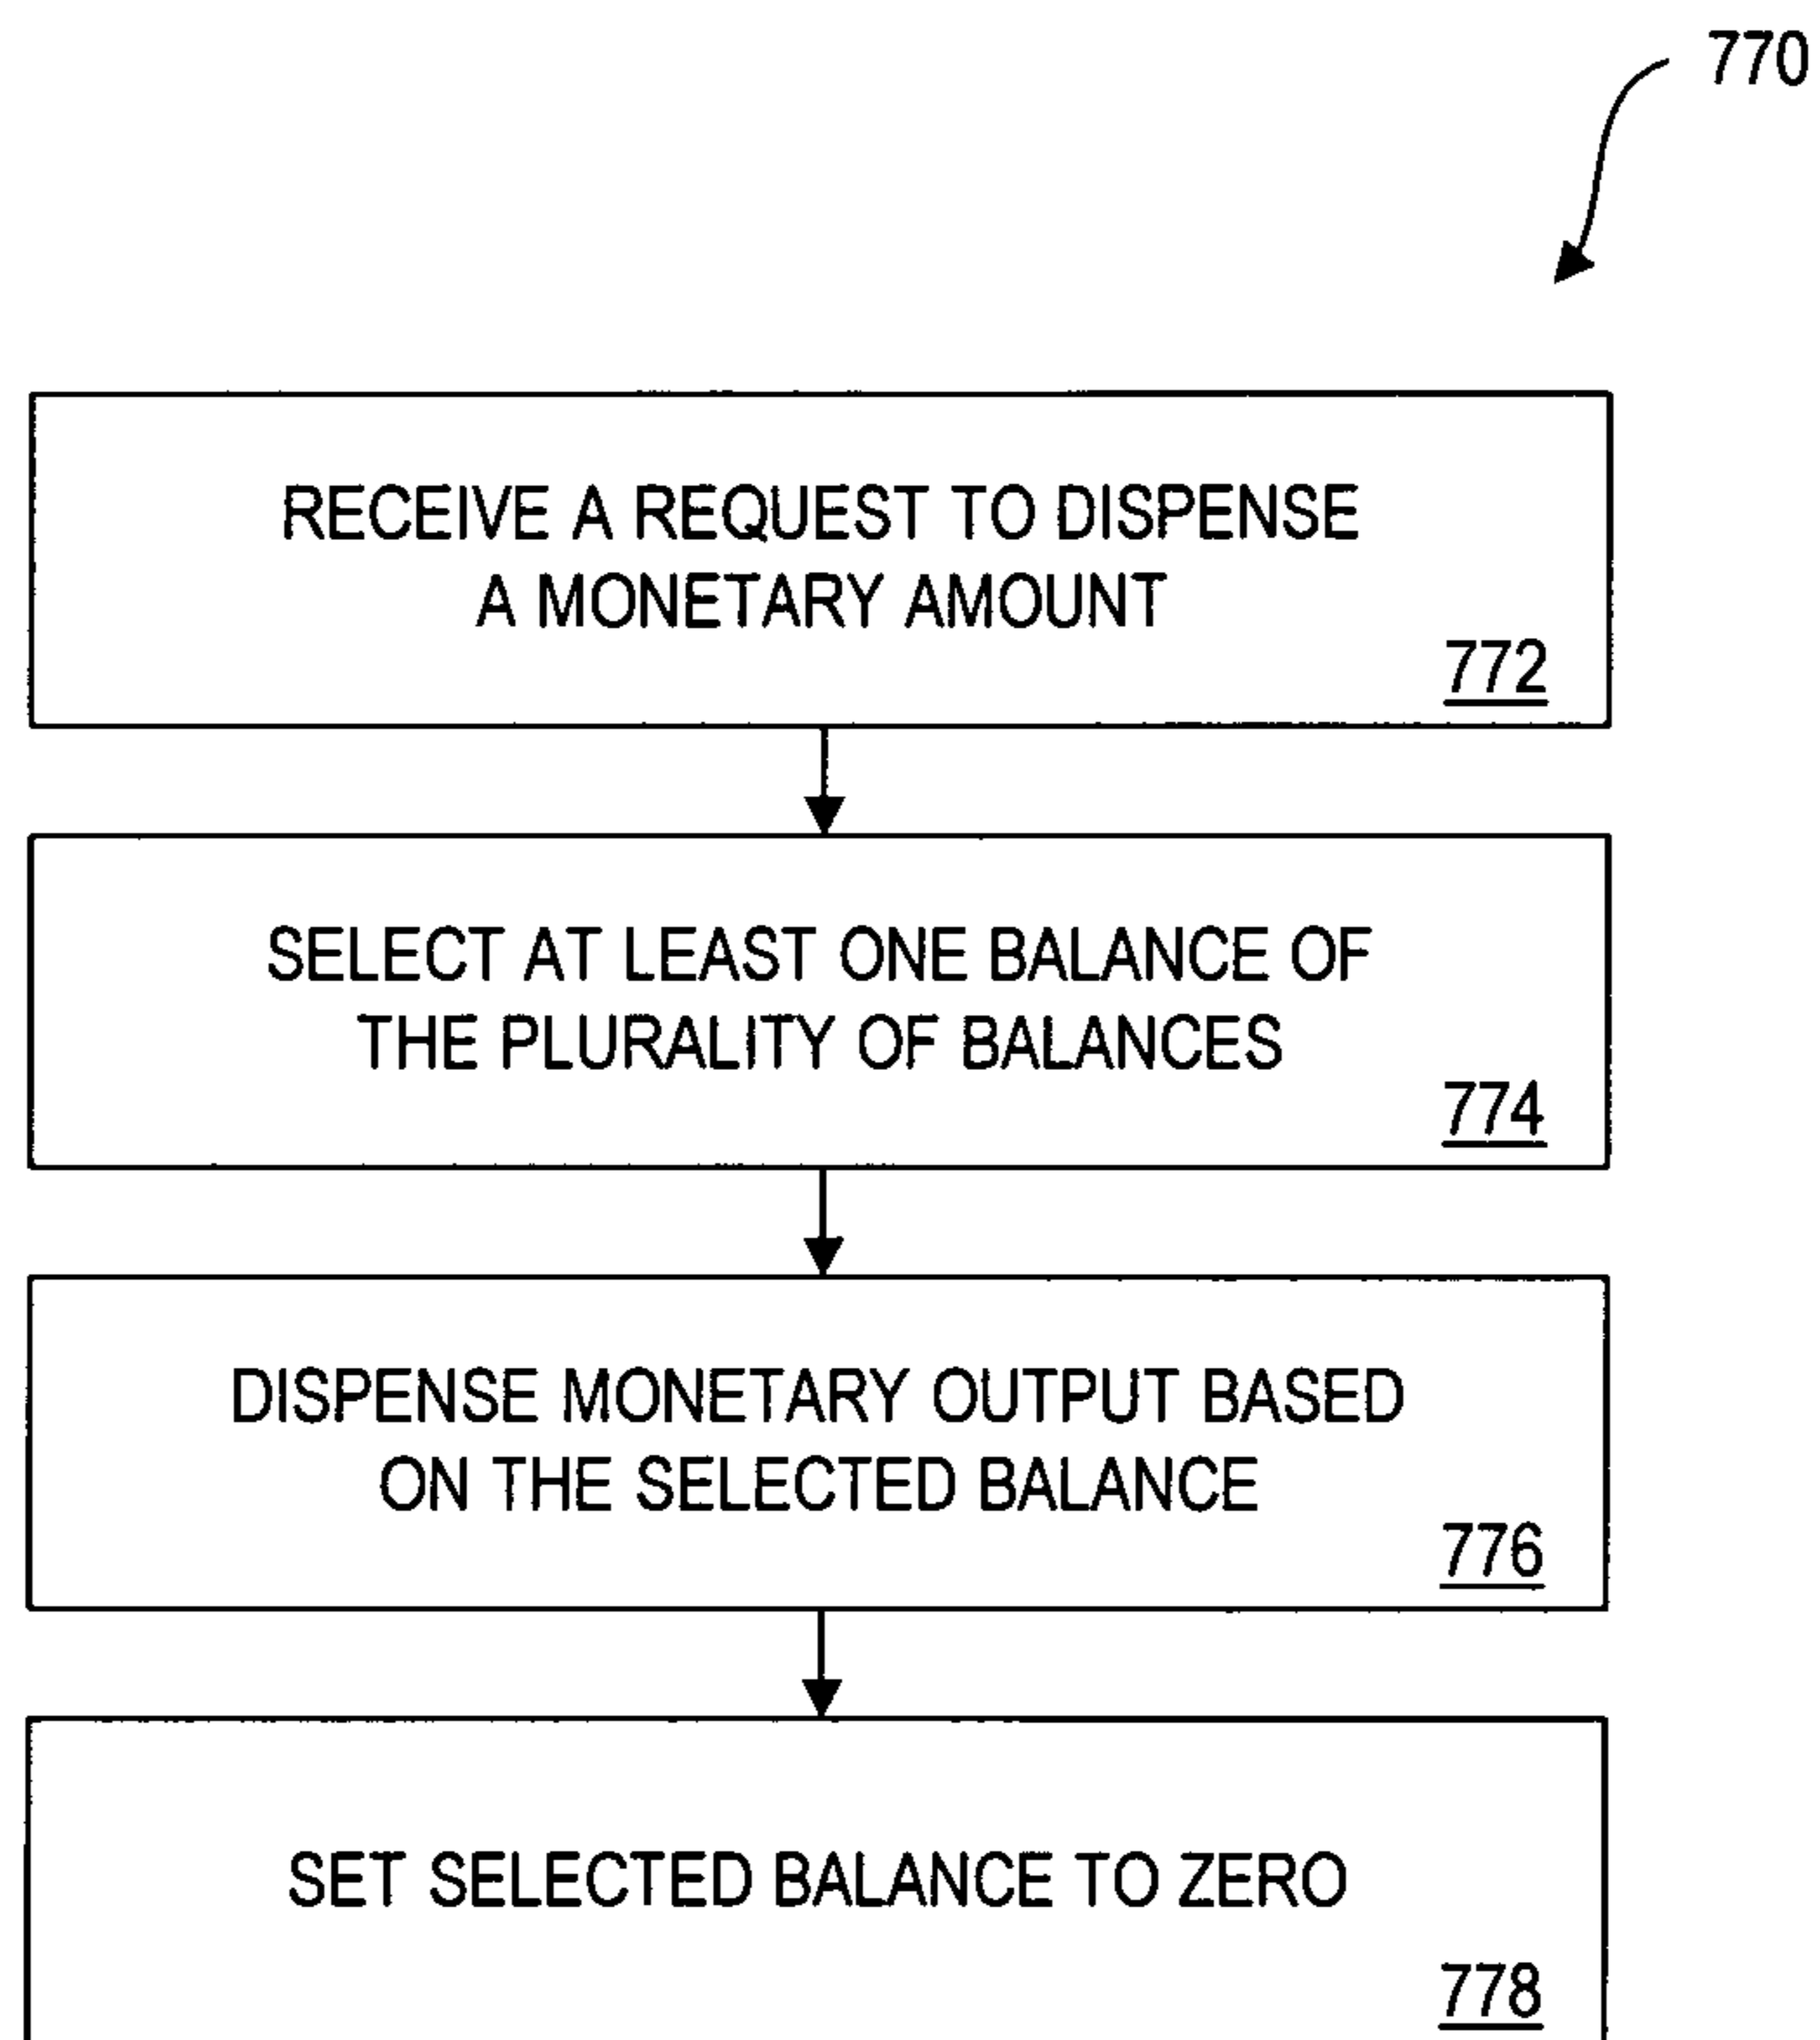 770
RECEIVE A REQUEST TO DISPENSE
A MONETARY AMOUNT
772
SELECT AT LEAST ONE BALANCE OF
THE PLURALITY OF BALANCES
774
DISPENSE MONETARY OUTPUT BASED
ON THE SELECTED BALANCE
776
SET SELECTED BALANCE TO ZERO
778